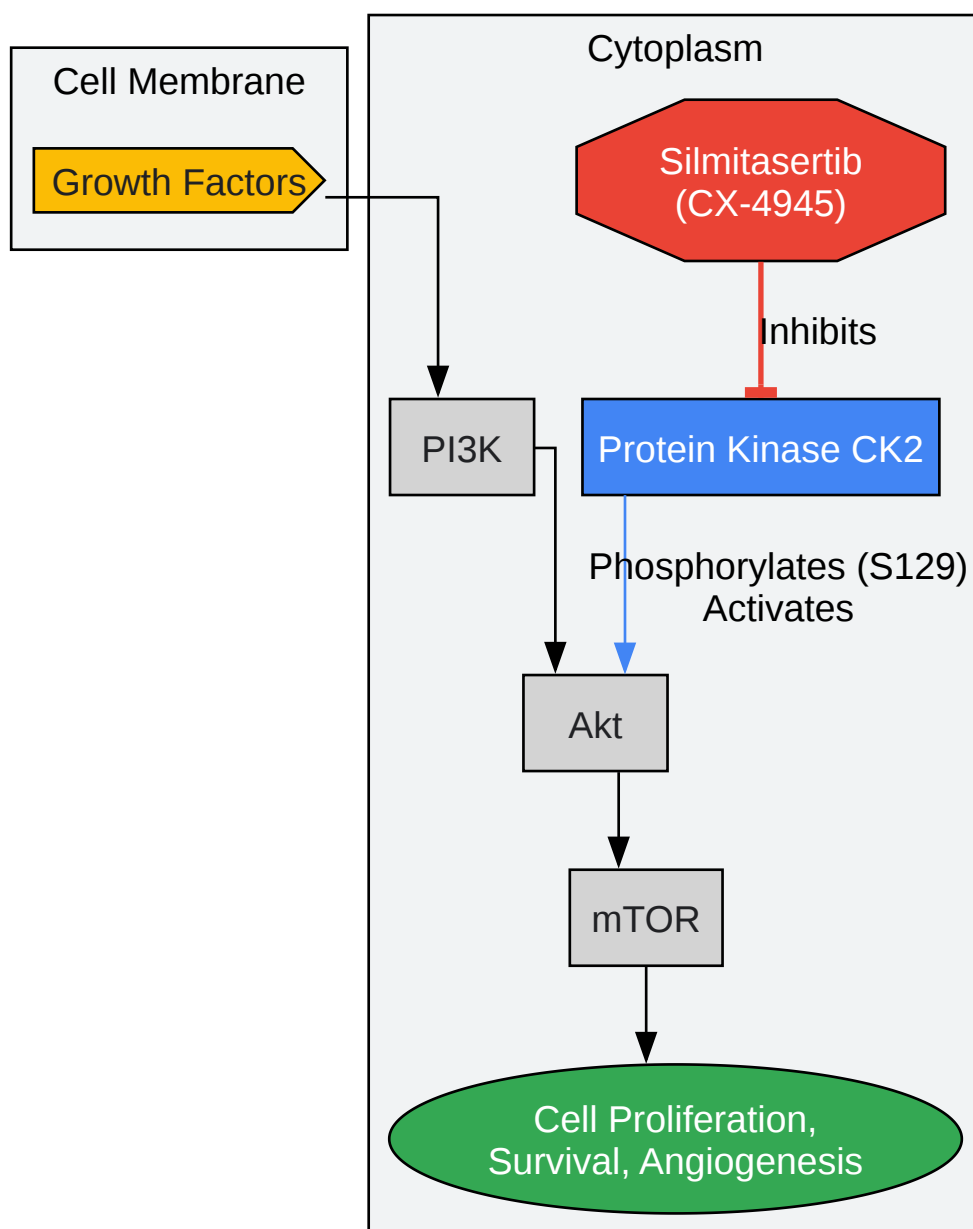 Cytoplasm
Cell Membrane
Growth Factors
Silmitasertib
(CX-4945)
Inhibits
PI3K
Protein Kinase CK2
Phosphorylates (S129)
Activates
Akt
mTOR
Cell Proliferation,
Survival, Angiogenesis